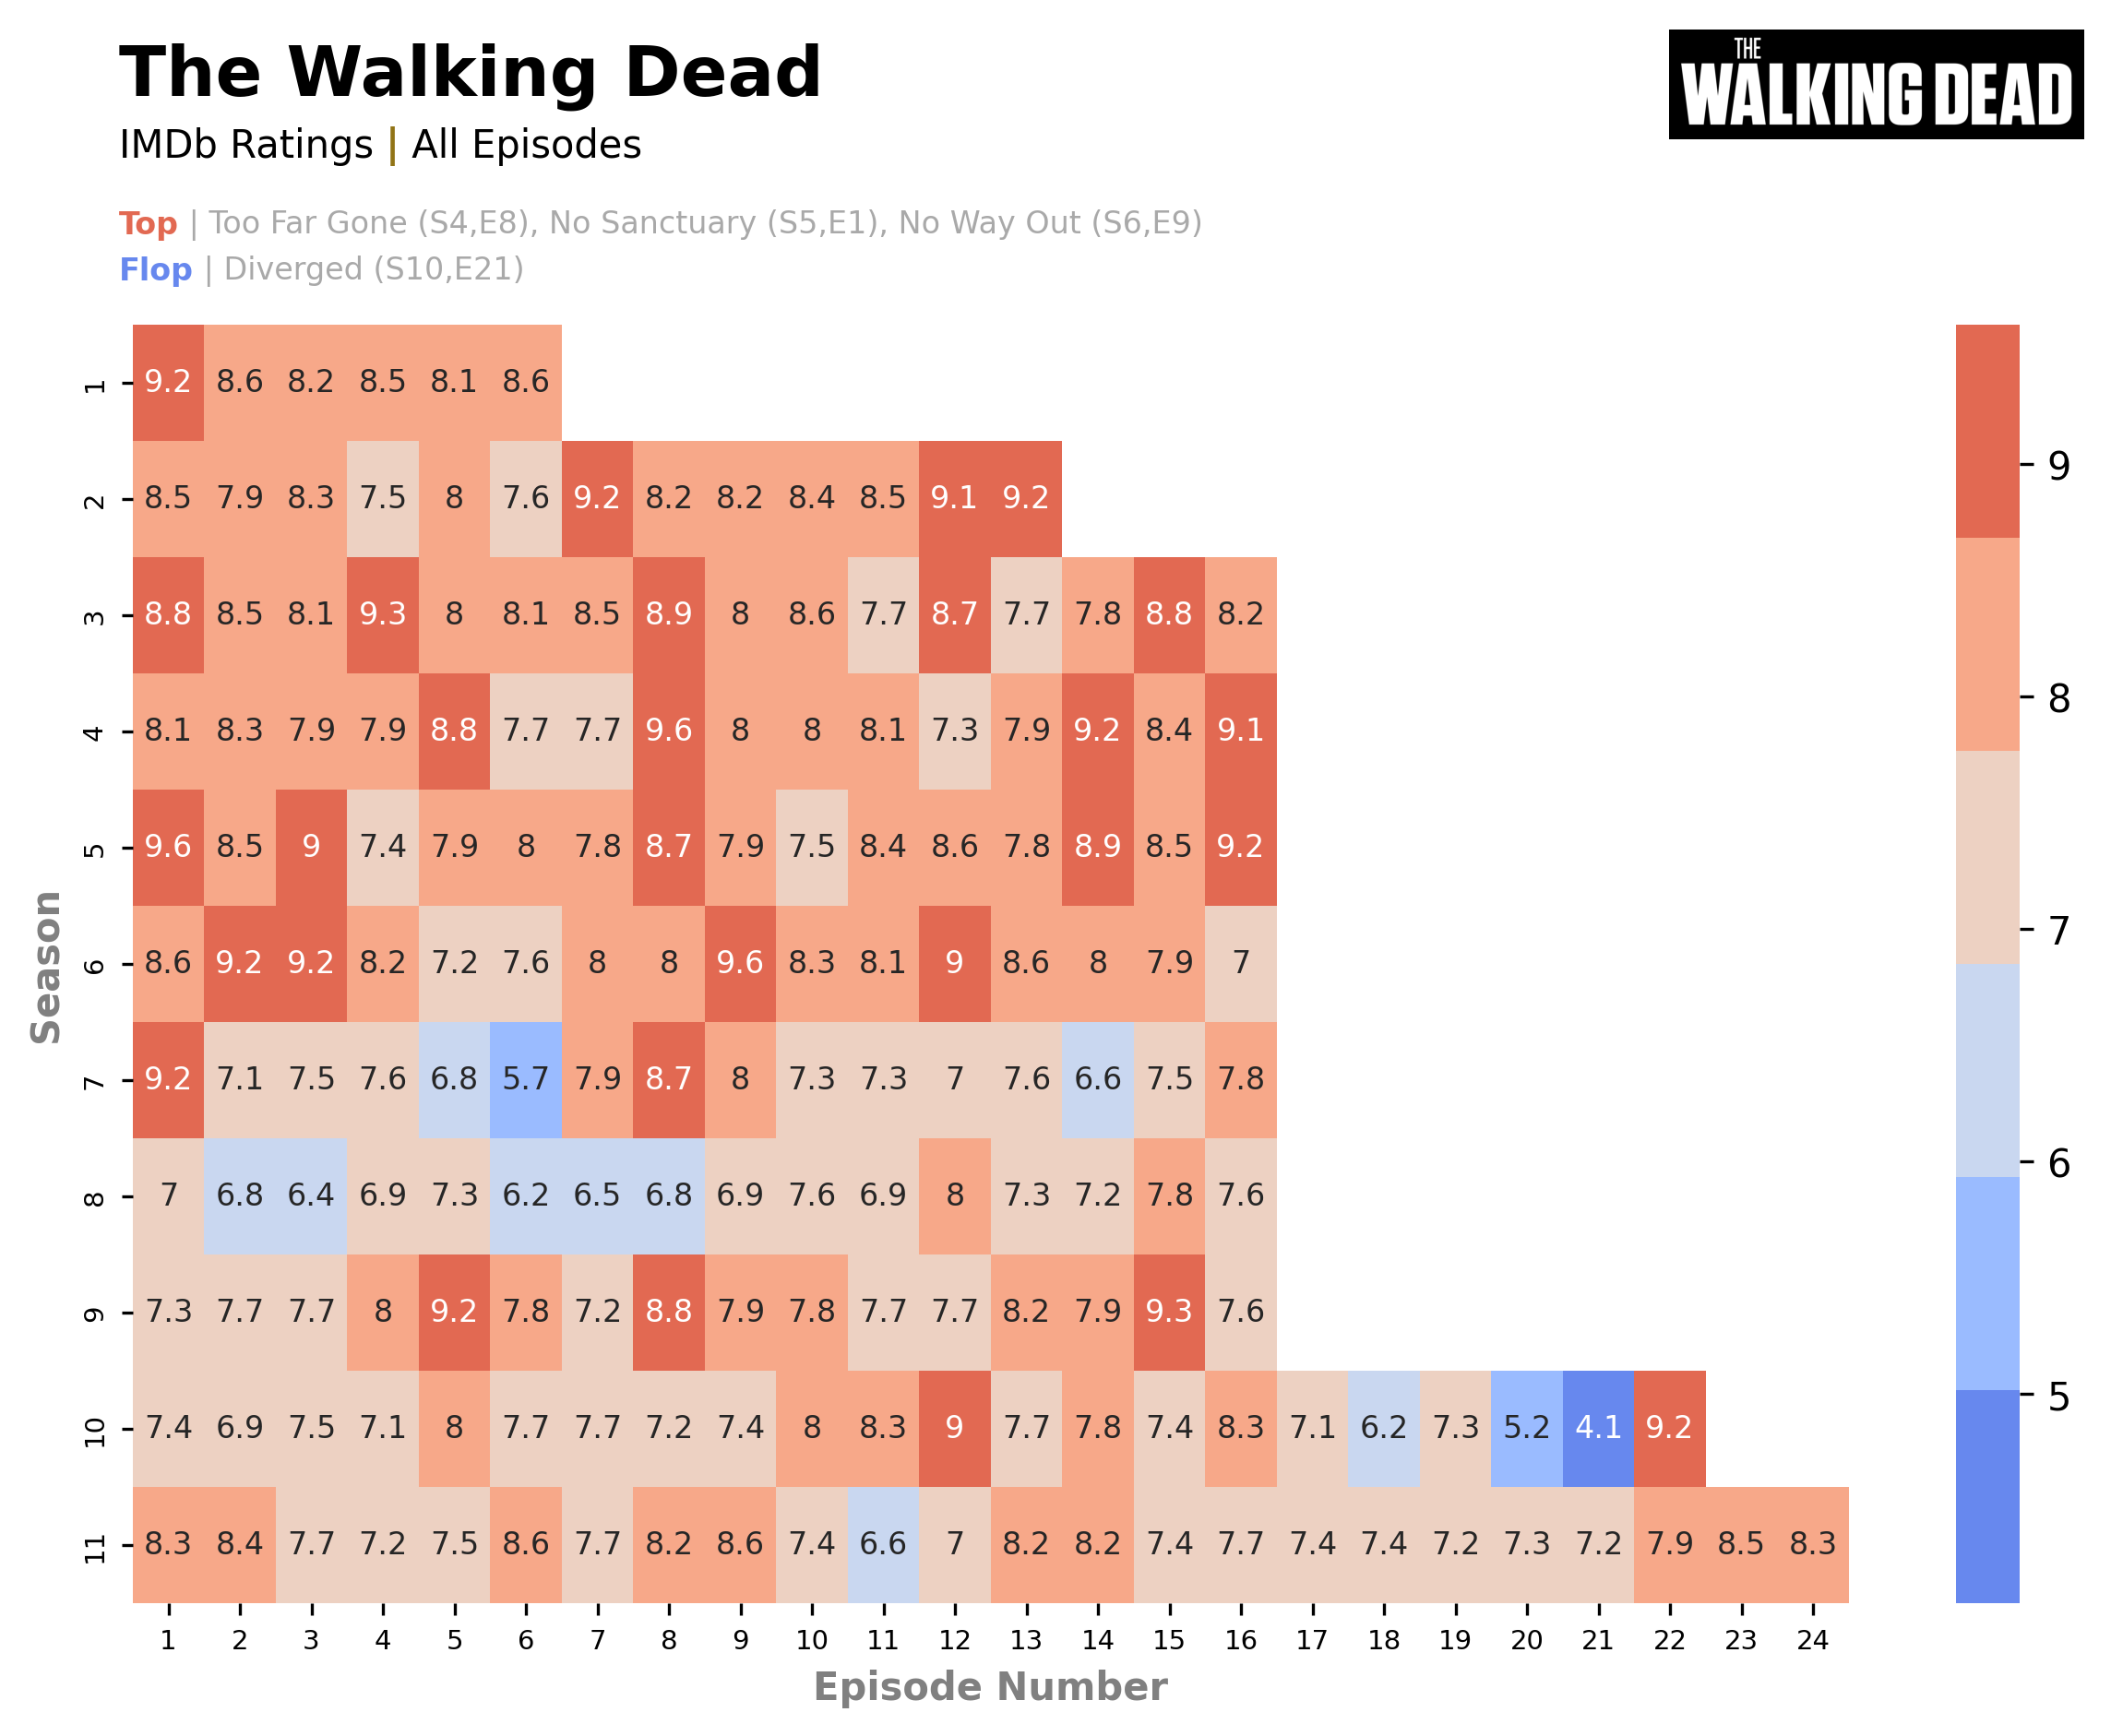 The Walking Dead
THE
WALKING DEAD
IMDb Ratings | All Episodes
Top | Too Far Gone (S4,E8), No Sanctuary (S5,E1), No Way Out (S6,E9)
Flop | Diverged (S10,E21)
1 9.2 8.6 8.2 8.5 8.1 8.6
2 8.5 7.9 8.3 7.5 8 7.6 9.2 8.2 8.2 8.4 8.5 9.1 9.2
3 8.8 8.5 8.1 9.3 8 8.1 8.5 8.9 8 8.6 7.7 8.7 7.7 7.8 8.8 8.2
4 8.1 8.3 7.9 7.9 8.8 7.7 7.7 9.6 8 8 8.1 7.3 7.9 9.2 8.4 9.1
5 9.6 8.5 9 7.4 7.9 8 7.8 8.7 7.9 7.5 8.4 8.6 7.8 8.9 8.5 9.2
6 8.6 9.2 9.2 8.2 7.2 7.6 8 8 9.6 8.3 8.1 9 8.6 8 7.9 7
7 9.2 7.1 7.5 7.6 6.8 5.7 7.9 8.7 8 7.3 7.3 7 7.6 6.6 7.5 7.8
8 7 6.8 6.4 6.9 7.3 6.2 6.5 6.8 6.9 7.6 6.9 8 7.3 7.2 7.8 7.6
9 7.3 7.7 7.7 8 9.2 7.8 7.2 8.8 7.9 7.8 7.7 7.7 8.2 7.9 9.3 7.6
10 7.4 6.9 7.5 7.1 8 7.7 7.7 7.2 7.4 8 8.3 9 7.7 7.8 7.4 8.3 7.1 6.2 7.3 5.2 4.1 9.2
11 8.3 8.4 7.7 7.2 7.5 8.6 7.7 8.2 8.6 7.4 6.6 7 8.2 8.2 7.4 7.7 7.4 7.4 7.2 7.3 7.2 7.9 8.5 8.3
1 2 3 4 5 6 7 8 9 10 11 12 13 14 15 16 17 18 19 20 21 22 23 24
Episode Number
Season
9
8
7
6
5